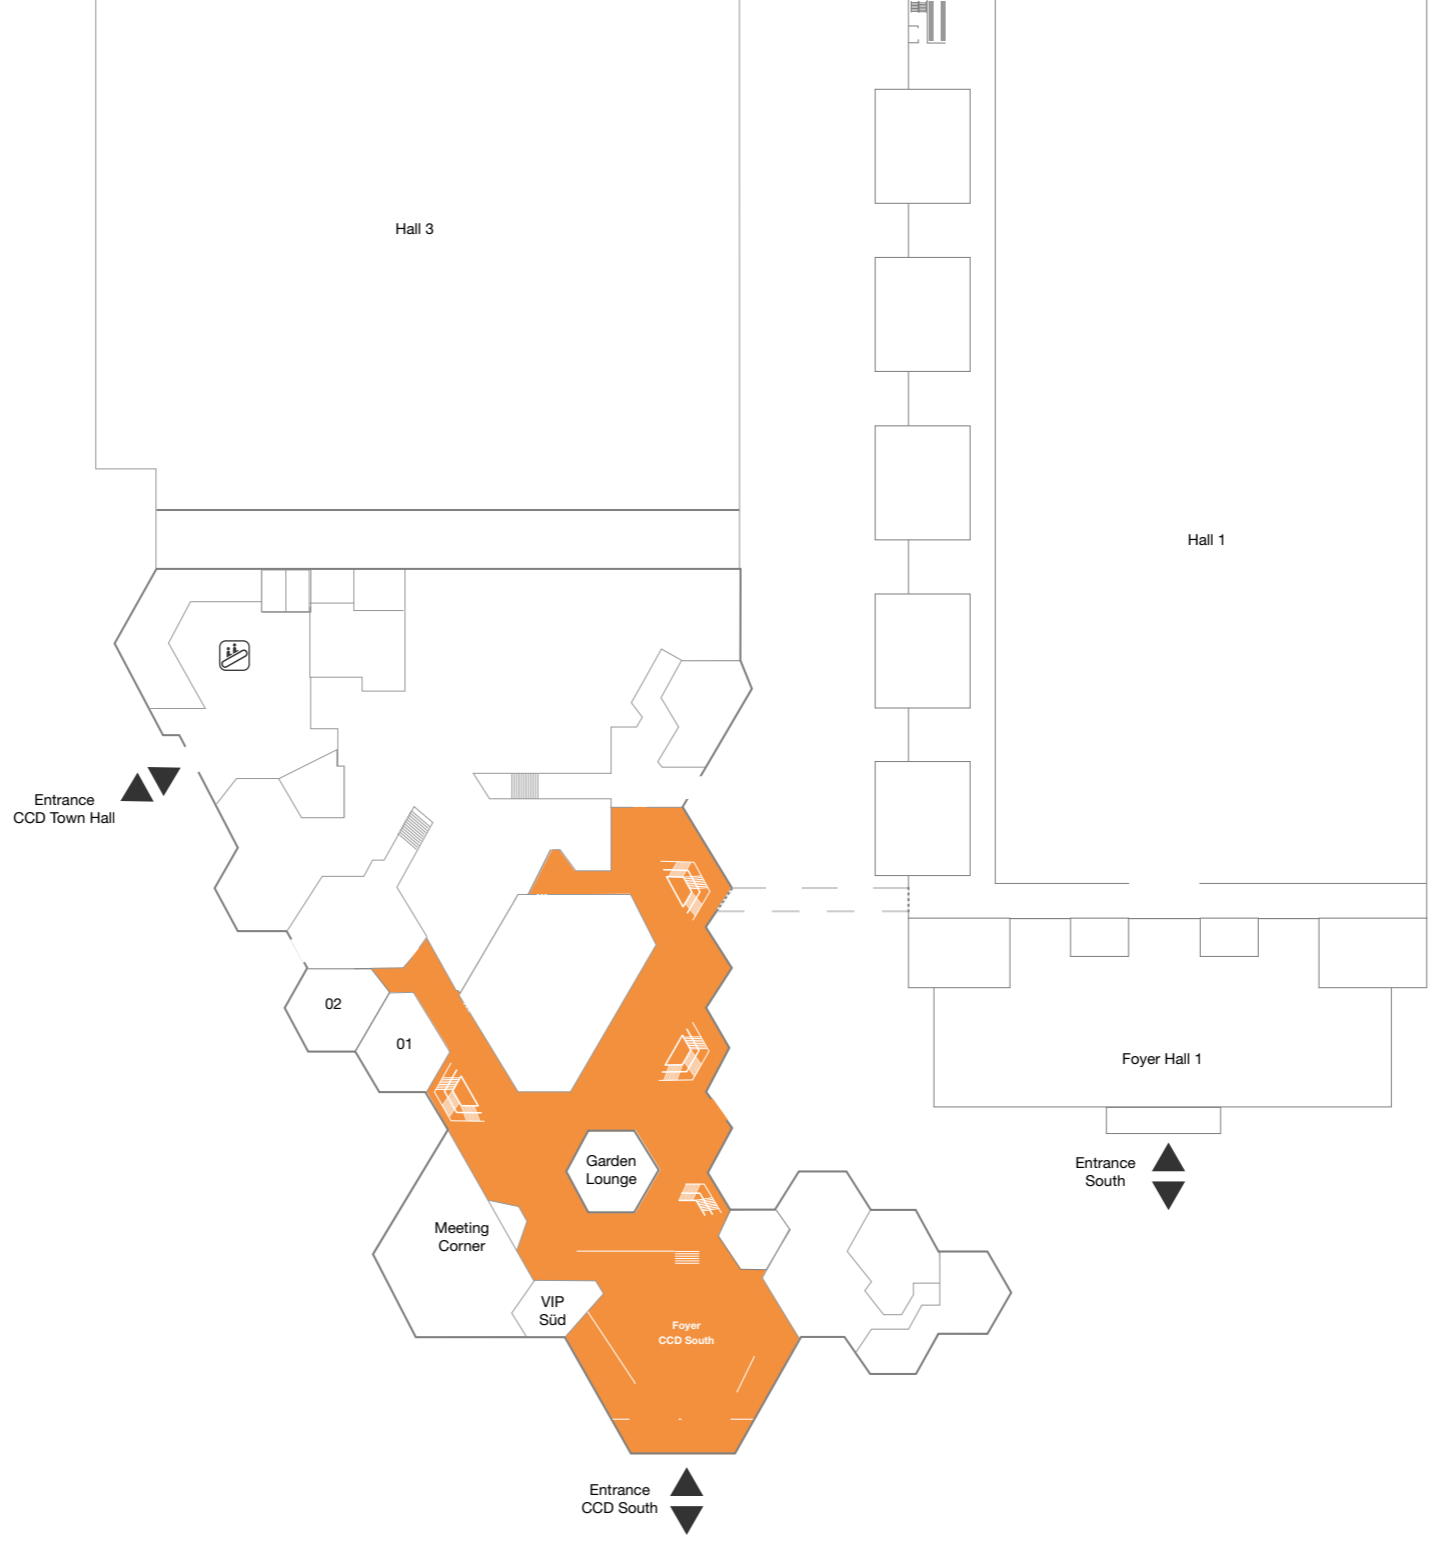 Hall 3
Hall 1
Entrance
CCD Town Hall
02
01
Foyer Hall 1
Garden
Lounge
Entrance
South
Meeting
Corner
VIP
Süd
Foyer
CCD South
Entrance
CCD South